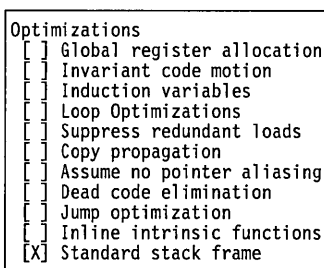 Optimizations
[ ] Global register allocation
[ ] Invariant code motion
[ ] Induction variables
[ ] Loop Optimizations
[ ] Suppress redundant loads
[ ] Copy propagation
[ ] Assume no pointer aliasing
[ ] Dead code elimination
[ ] Jump optimization
[ ] Inline intrinsic functions
[X] Standard stack frame